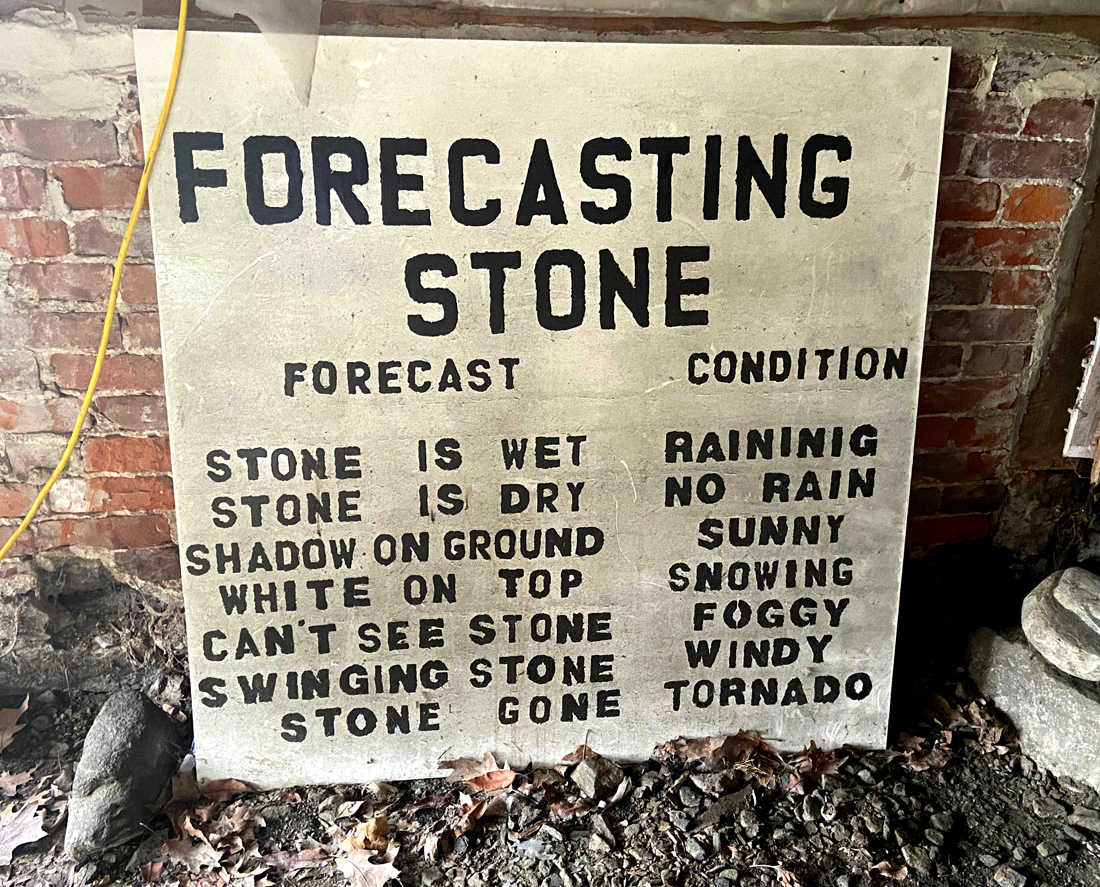 FORECASTING
STONE
FORECAST CONDITION
STONE IS WET RAININIG
STONE IS DRY NO RAIN
SHADOW ON GROUND SUNNY
WHITE ON TOP SNOWING
CAN'T SEE STONE FOGGY
SWINGING STONE WINDY
STONE GONE TORNADO